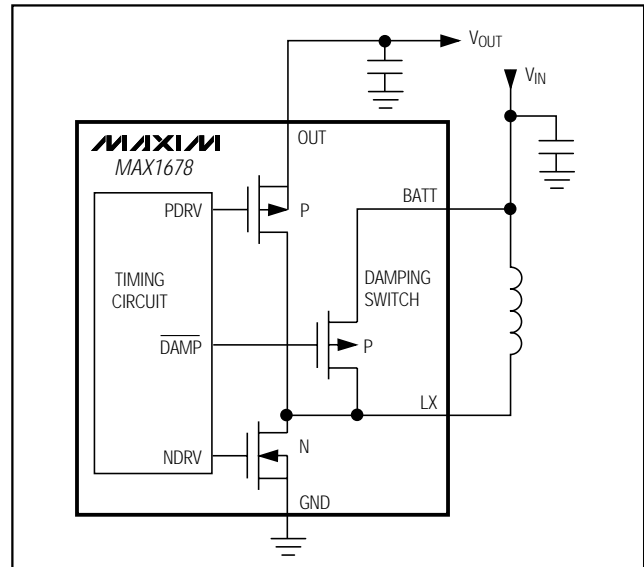 VOUT
VIN
MAXIM
OUT
MAX1678
BATT
PDRV
P
TIMING
CIRCUIT
DAMPING
SWITCH
DAMP
P
LX
NDRV
N
GND